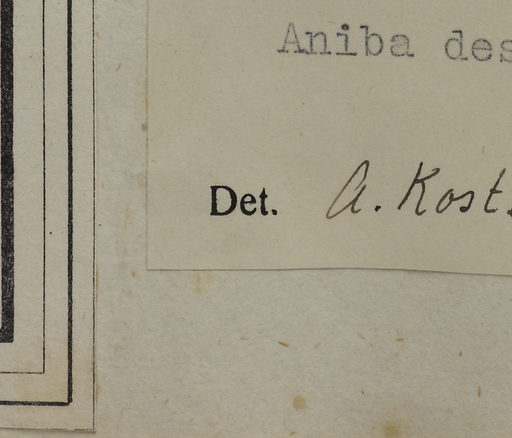 Aniba des
Det. A. Kost.